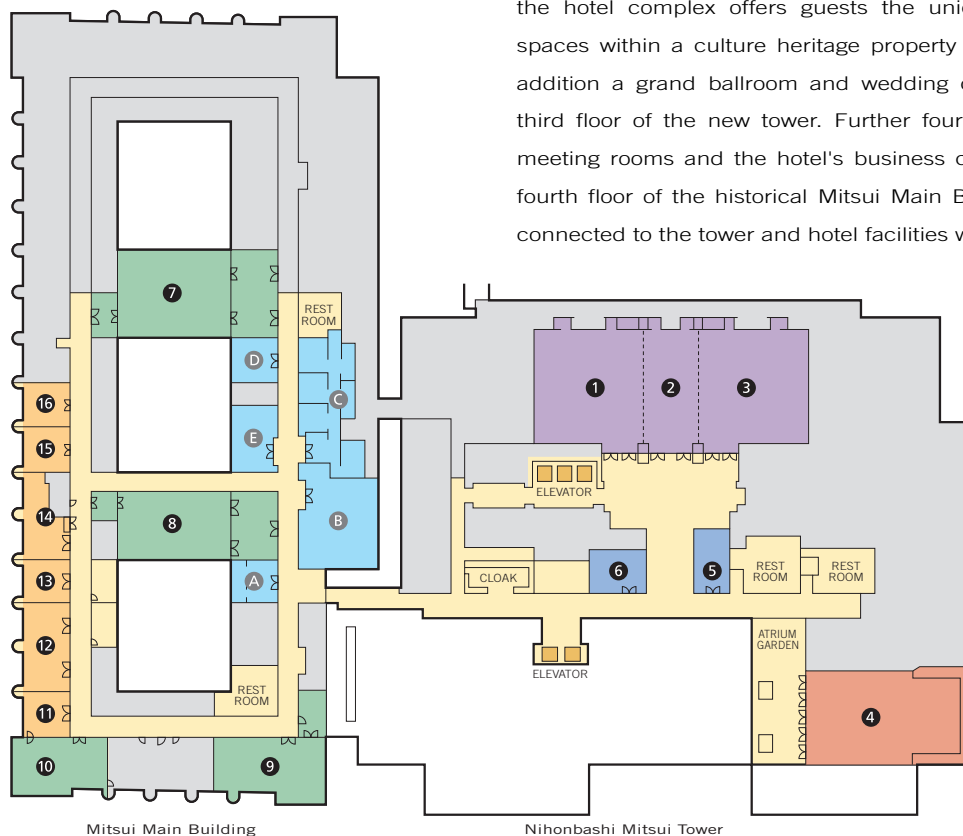 the hotel complex offers guests the
spaces within a culture heritage property
addition a grand ballroom and wedding
third floor of the new tower. Further four
meeting rooms and the hotel's business
fourth floor of the historical Mitsui Main
connected to the tower and hotel facilities
7
REST
ROOM
D
1
2
3
C
16
E
15
ELEVATOR
14
8
B
6
5
REST
ROOM
REST
ROOM
13
A
CLOAK
12
ATRIUM
GARDEN
ELEVATOR
REST
ROOM
11
4
10
9
Mitsui Main Building
Nihonbashi Mitsui Tower